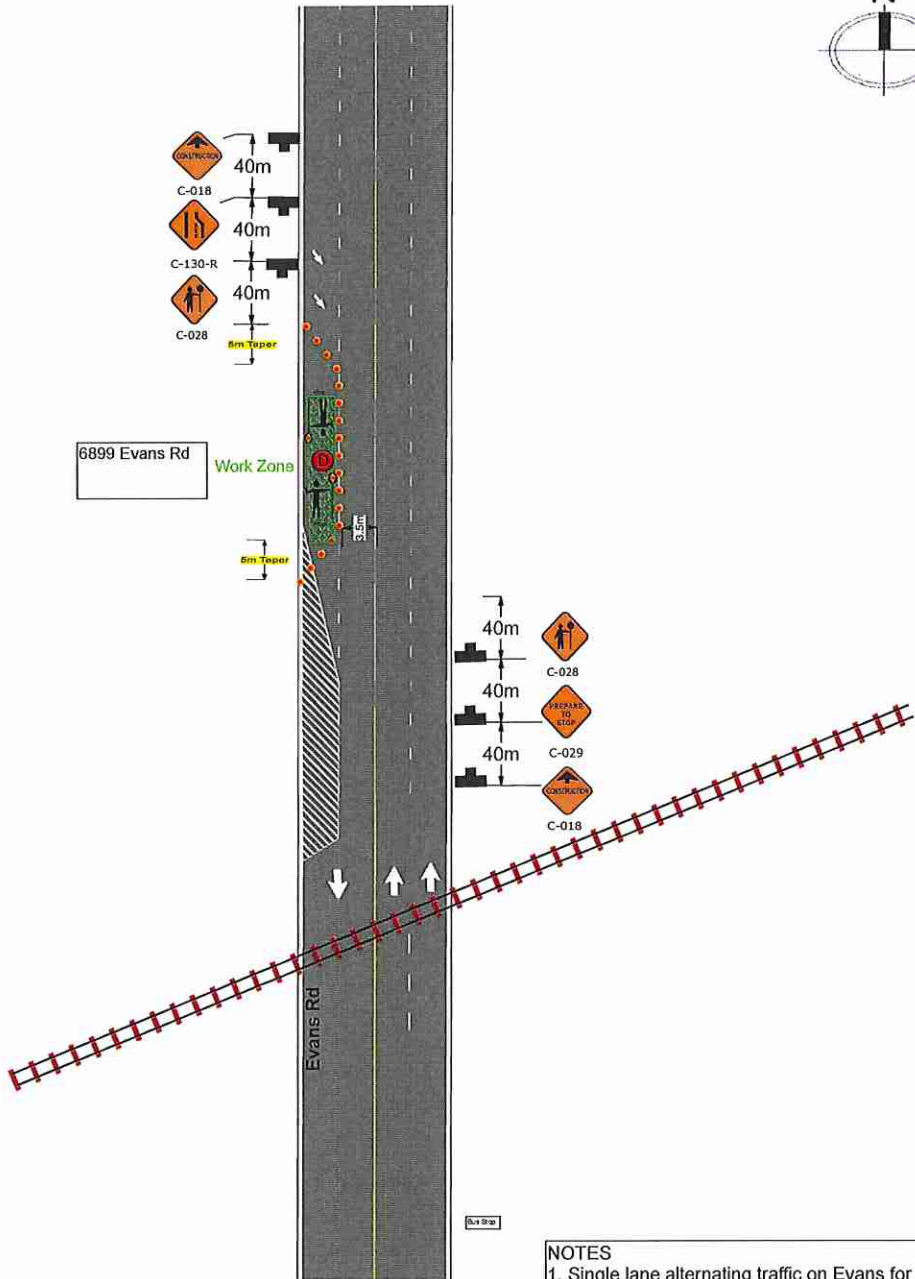 N
CONSTRUCTION
C-018
40m
C-130-R
40m
C-028
40m
5m Taper
6899 Evans Rd
Work Zone
D
3.5m
5m Taper
40m
C-028
40m
PREPARE
TO
STOP
C-029
40m
CONSTRUCTION
C-018
Evans Rd
Bus Stop
NOTES
1. Single lane alternating traffic on Evans for